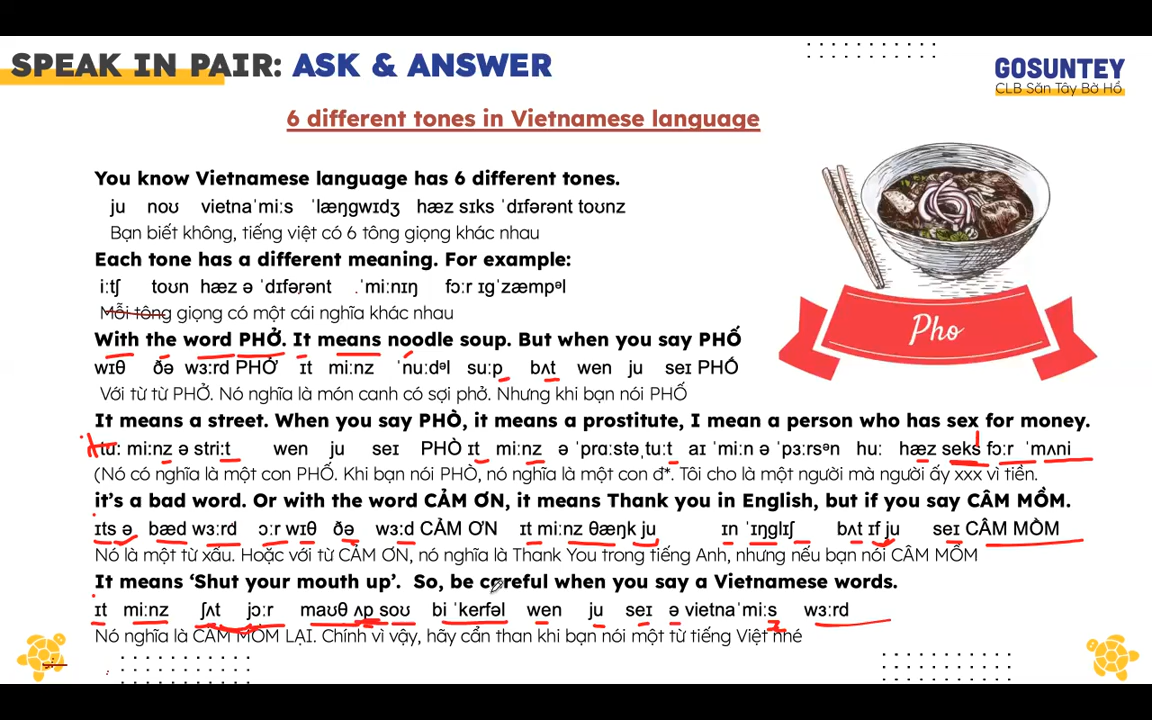 SPEAK IN PAIR: ASK & ANSWER
GOSUNTEY
CLB Săn Tây Bờ Hồ
6 different tones in Vietnamese language
You know Vietnamese language has 6 different tones.
ju noʊ vietnaˈmiːs ˈlæŋgwɪdʒ hæz sɪks ˈdɪfərənt toʊnz
Bạn biết không, tiếng việt có 6 tông giọng khác nhau
Each tone has a different meaning. For example:
iːtʃ toʊn hæz ə ˈdɪfərənt .ˈmiːnɪŋ fɔːr ɪgˈzæmpᵊl
Mỗi tông giọng có một cái nghĩa khác nhau
With the word PHỞ. It means noodle soup. But when you say PHỐ
wɪθ ðə wɜːrd PHỞ ɪt miːnz ˈnuːdᵊl suːp bʌt wen ju seɪ PHỐ
Với từ từ PHỞ. Nó nghĩa là món canh có sợi phở. Nhưng khi bạn nói PHỐ
Pho
It means a street. When you say PHÒ, it means a prostitute, I mean a person who has sex for money.
tuː miːnz ə striːt wen ju seɪ PHÒ ɪt miːnz ə ˈprɑːstəˌtuːt aɪ ˈmiːn ə ˈpɜːrsᵊn huː hæz seks fɔːr ˈmʌni
(Nó có nghĩa là một con PHỐ. Khi bạn nói PHÒ, nó nghĩa là một con đ*. Tôi cho là một người mà người ấy xxx vì tiền.
it’s a bad word. Or with the word CẢM ƠN, it means Thank you in English, but if you say CÂM MỒM.
ɪts ə bæd wɜːrd ɔːr wɪθ ðə wɜːd CẢM ƠN ɪt miːnz θæŋk ju ɪn ˈɪŋglɪʃ bʌt ɪf ju seɪ CÂM MÒM
Nó là một từ xấu. Hoặc với từ CẢM ƠN, nó nghĩa là Thank You trong tiếng Anh, nhưng nếu bạn nói CÂM MỒM
It means ‘Shut your mouth up’. So, be careful when you say a Vietnamese words.
ɪt miːnz ʃʌt jɔːr maʊθ ʌp soʊ bi ˈkerfəl wen ju seɪ ə vietnaˈmiːs wɜːrd
Nó nghĩa là CÂM MÒM LẠI. Chính vì vậy, hãy cẩn than khi bạn nói một từ tiếng Việt nhé